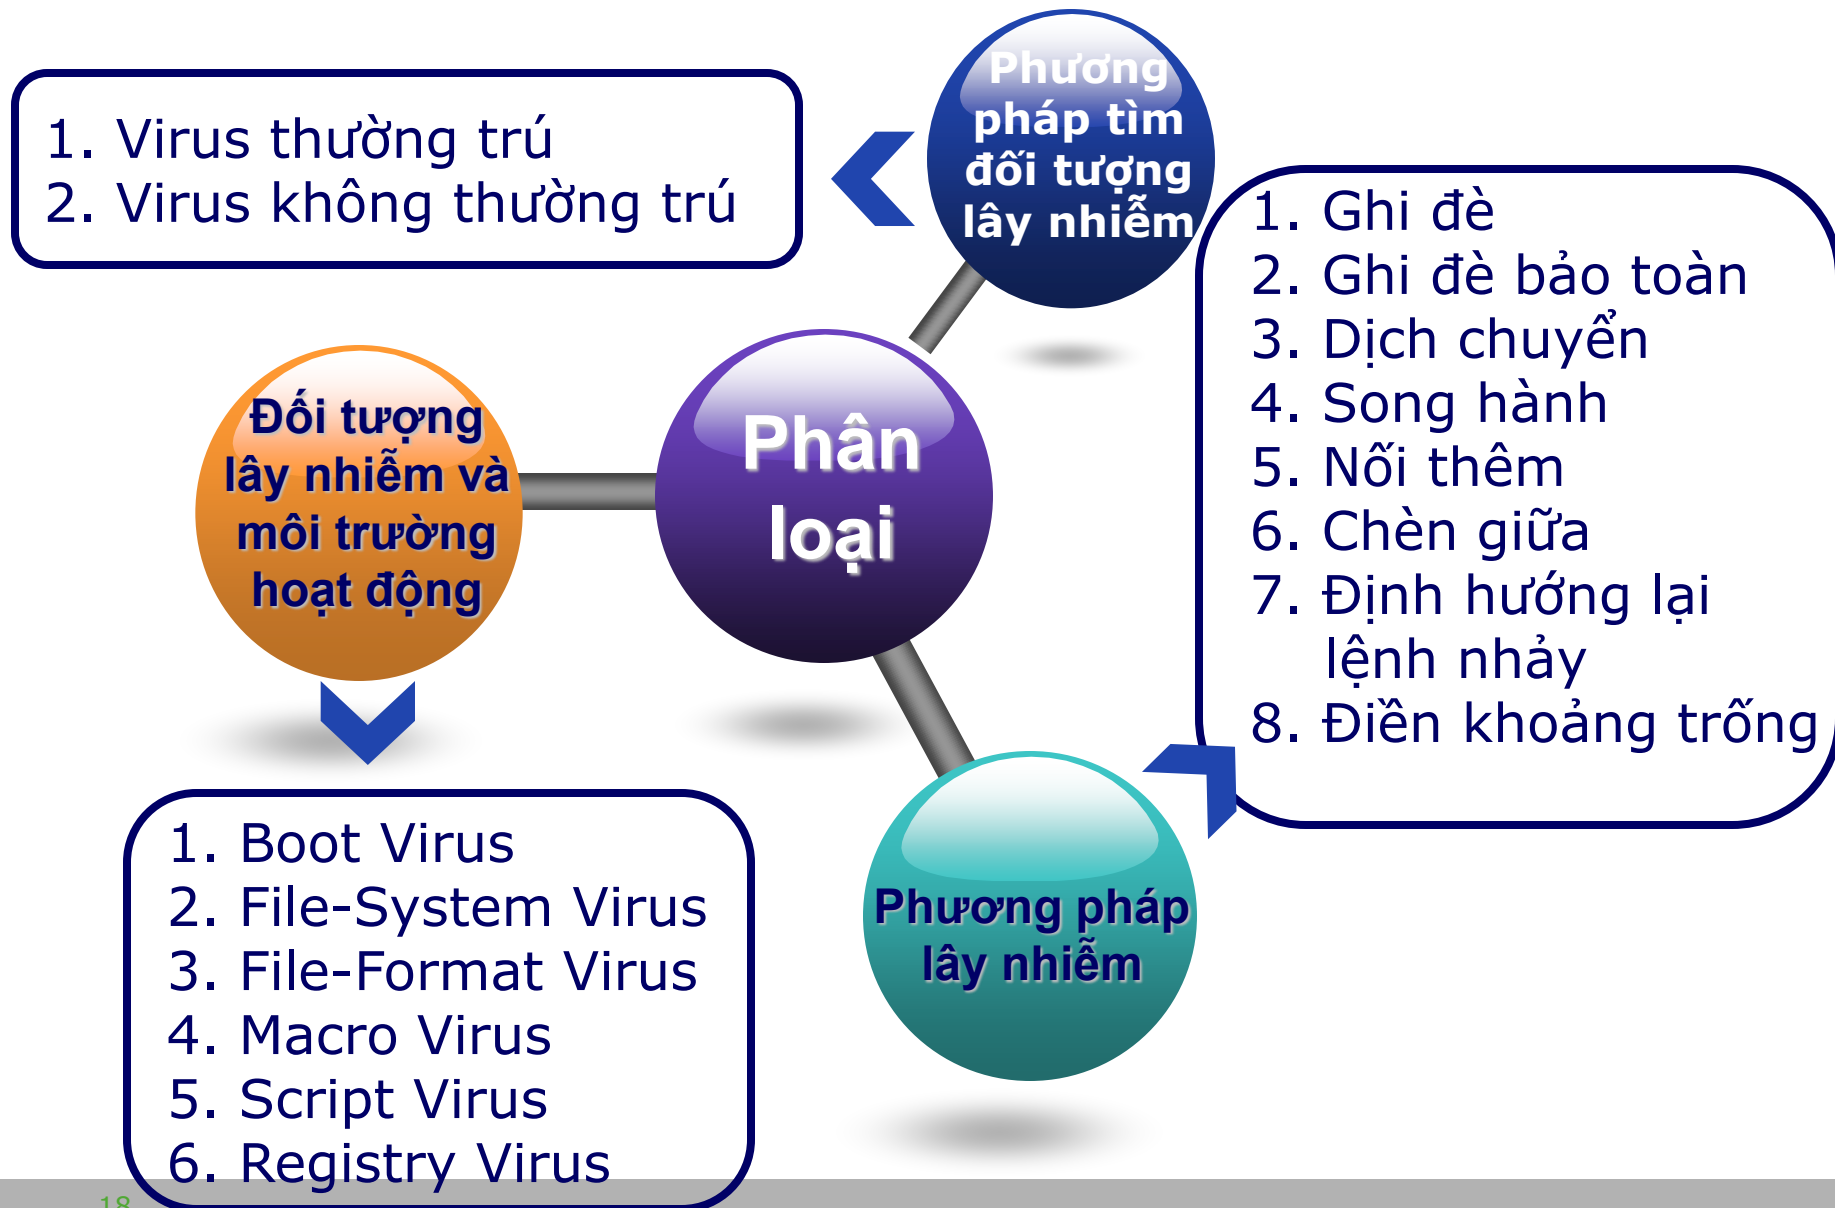 Phương
pháp tìm
đối tượng
lây nhiễm
1. Virus thường trú
2. Virus không thường trú
1. Ghi đè
2. Ghi đè bảo toàn
3. Dịch chuyển
4. Song hành
5. Nối thêm
6. Chèn giữa
7. Định hướng lại
lệnh nhảy
8. Điền khoảng trống
Đối tượng
lây nhiễm và
môi trường
hoạt động
Phân
loại
Phương pháp
lây nhiễm
1. Boot Virus
2. File-System Virus
3. File-Format Virus
4. Macro Virus
5. Script Virus
6. Registry Virus
18